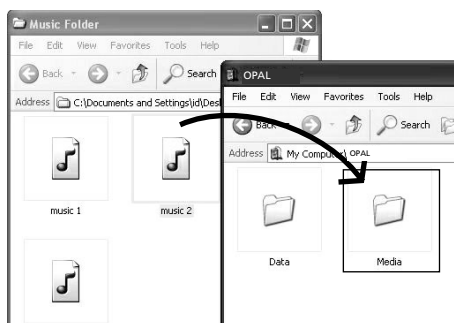 Music Folder
File Edit View Favorites Tools Help
Back Search
Address C:\Documents and Settings\id\Des
music 1 music 2
OPAL
File Edit View Favorites Tools Help
Back Search
Address My Computer\ OPAL
Data Media